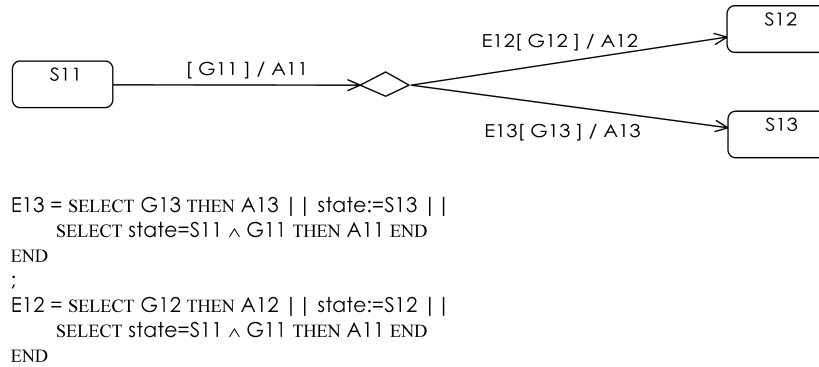 S12
E12[ G12 ] / A12
S11
[ G11 ] / A11
S13
E13[ G13 ] / A13
E13 = SELECT G13 THEN A13 || state:=S13 ||
SELECT state=S11 ∧ G11 THEN A11 END
END
;
E12 = SELECT G12 THEN A12 || state:=S12 ||
SELECT state=S11 ∧ G11 THEN A11 END
END